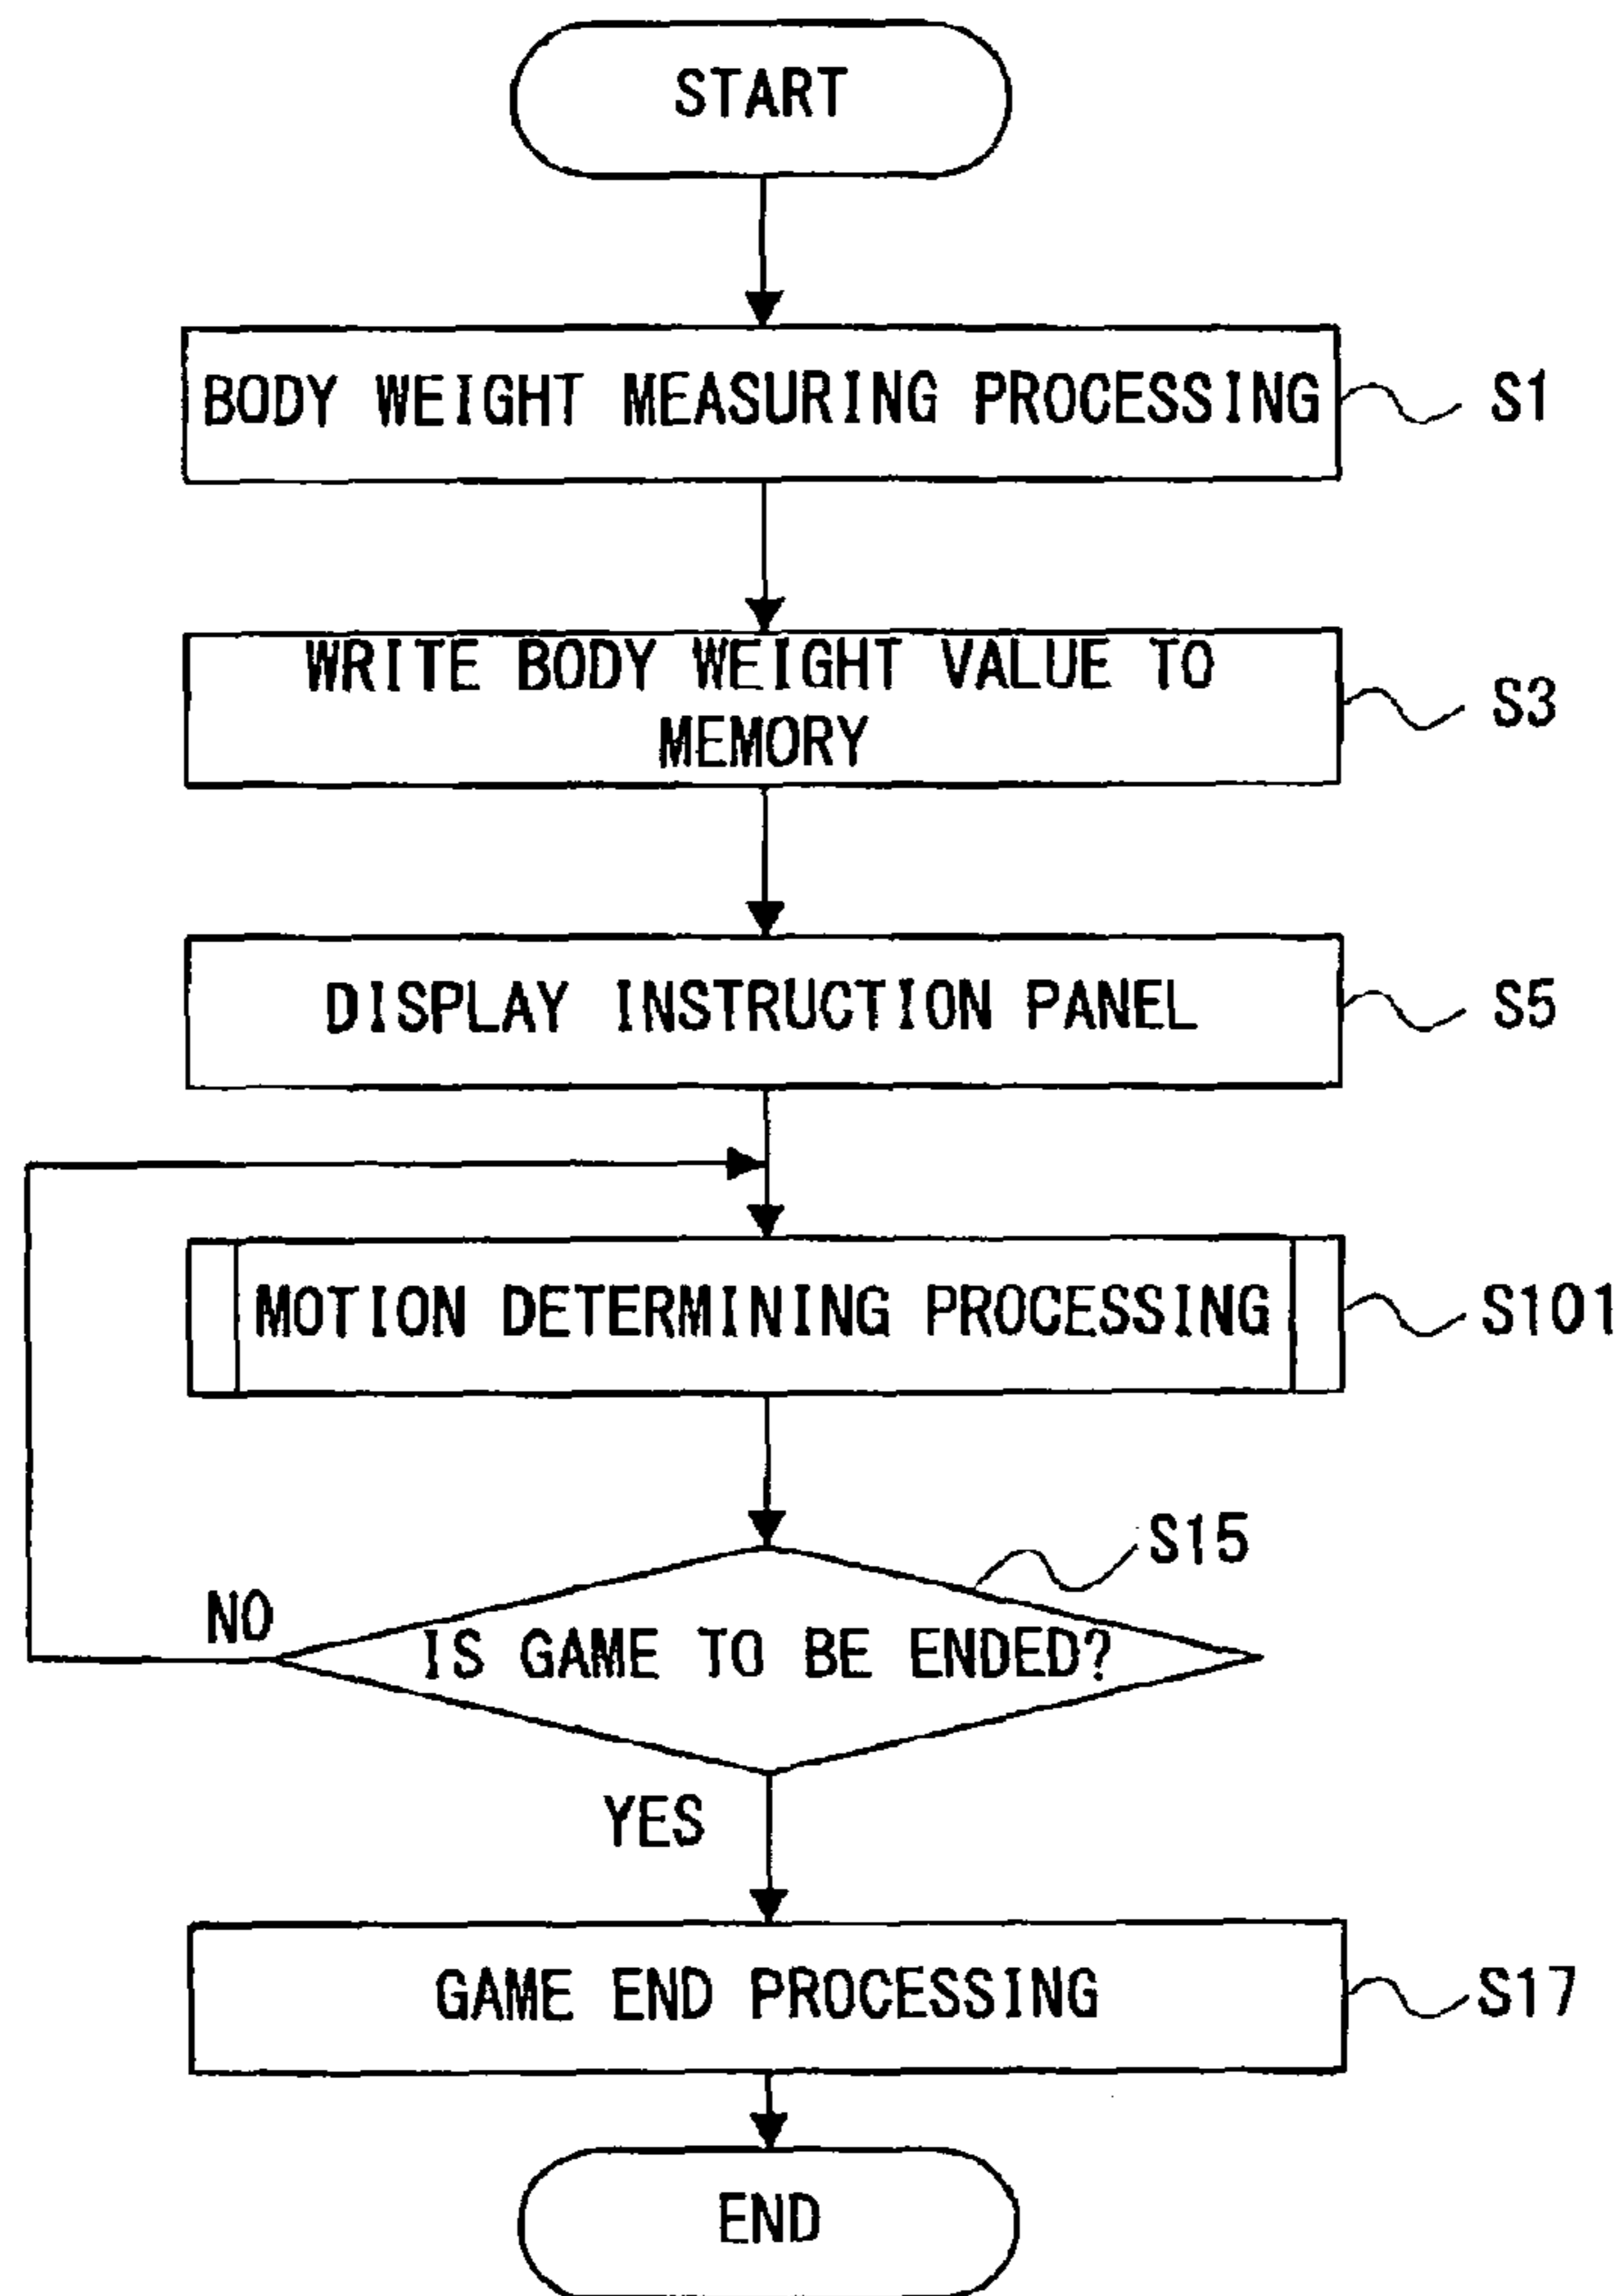 START
BODY WEIGHT MEASURING PROCESSING
S1
WRITE BODY WEIGHT VALUE TO
MEMORY
S3
DISPLAY INSTRUCTION PANEL
S5
MOTION DETERMINING PROCESSING
S101
S15
NO
IS GAME TO BE ENDED?
YES
GAME END PROCESSING
S17
END